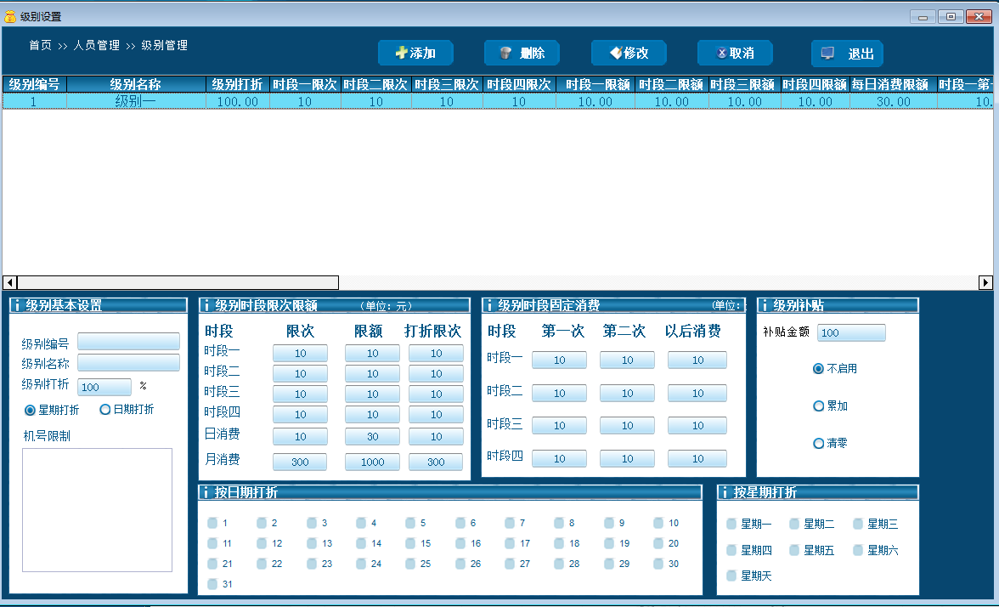 级别设置
首页 >> 人员管理 >> 级别管理
添加 删除 修改 取消 退出
级别编号 级别名称 级别打折 时段一限次 时段二限次 时段三限次 时段四限次 时段一限额 时段二限额 时段三限额 时段四限额 每日消费限额 时段一第
1 级别一 100.00 10 10 10 10 10.00 10.00 10.00 10.00 30.00 10.
级别基本设置
级别编号
级别名称
级别打折 100 %
星期打折 日期打折
机号限制
级别时段限次限额 (单位: 元)
时段 限次 限额 打折限次
时段一 10 10 10
时段二 10 10 10
时段三 10 10 10
时段四 10 10 10
日消费 10 30 10
月消费 300 1000 300
级别时段固定消费 (单位:
时段 第一次 第二次 以后消费
时段一 10 10 10
时段二 10 10 10
时段三 10 10 10
时段四 10 10 10
级别补贴
补贴金额 100
不启用
累加
清零
按日期打折
1 2 3 4 5 6 7 8 9 10
11 12 13 14 15 16 17 18 19 20
21 22 23 24 25 26 27 28 29 30
31
按星期打折
星期一 星期二 星期三
星期四 星期五 星期六
星期天